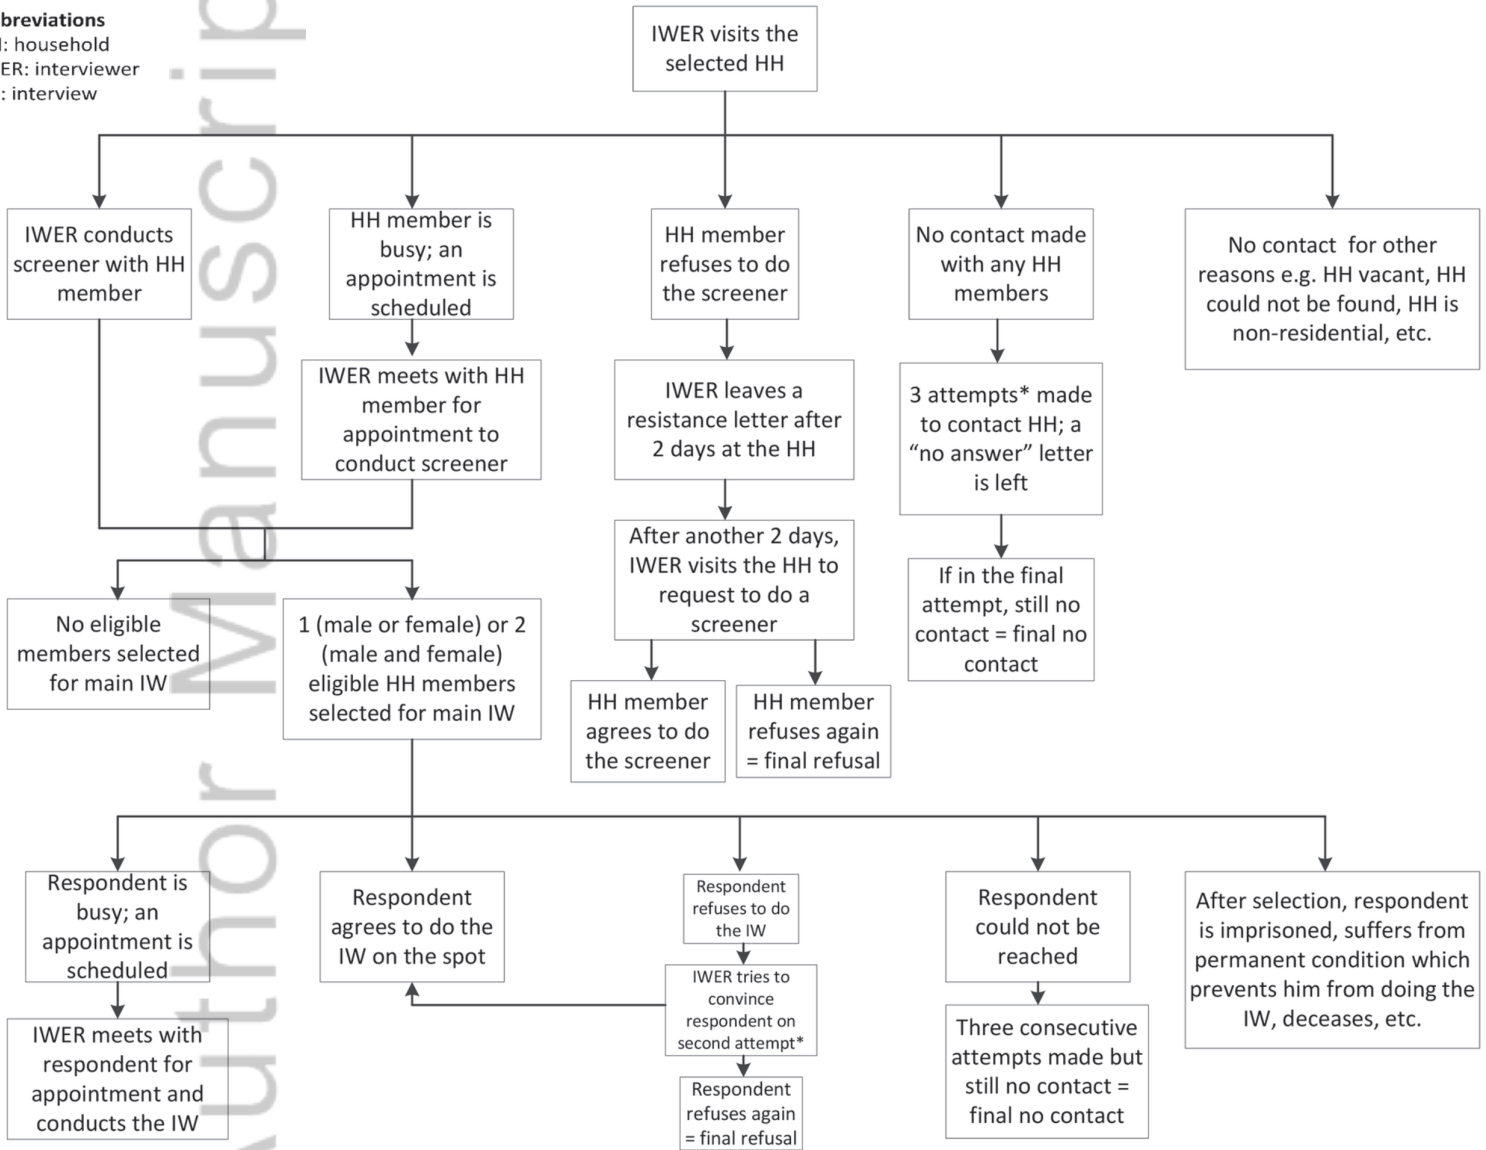 breviations
: household
ER: interviewer
: interview
IWER visits the
selected HH
IWER conducts
screener with HH
member
HH member is
busy; an
appointment is
scheduled
HH member
refuses to do
the screener
No contact made
with any HH
members
No contact for other
reasons e.g. HH vacant, HH
could not be found, HH is
non-residential, etc.
IWER meets with HH
member for
appointment to
conduct screener
IWER leaves a
resistance letter after
2 days at the HH
3 attempts* made
to contact HH; a
“no answer” letter
is left
After another 2 days,
IWER visits the HH to
request to do a
screener
If in the final
attempt, still no
contact = final no
contact
No eligible
members selected
for main IW
1 (male or female) or 2
(male and female)
eligible HH members
selected for main IW
HH member
agrees to do
the screener
HH member
refuses again
= final refusal
Respondent is
busy; an
appointment is
scheduled
Respondent
agrees to do the
IW on the spot
Respondent
refuses to do
the IW
Respondent
could not be
reached
After selection, respondent
is imprisoned, suffers from
permanent condition which
prevents him from doing the
IW, deceases, etc.
IWER meets with
respondent for
appointment and
conducts the IW
IWER tries to
convince
respondent on
second attempt*
Three consecutive
attempts made but
still no contact =
final no contact
Respondent
refuses again
= final refusal
uthor Manuscrip